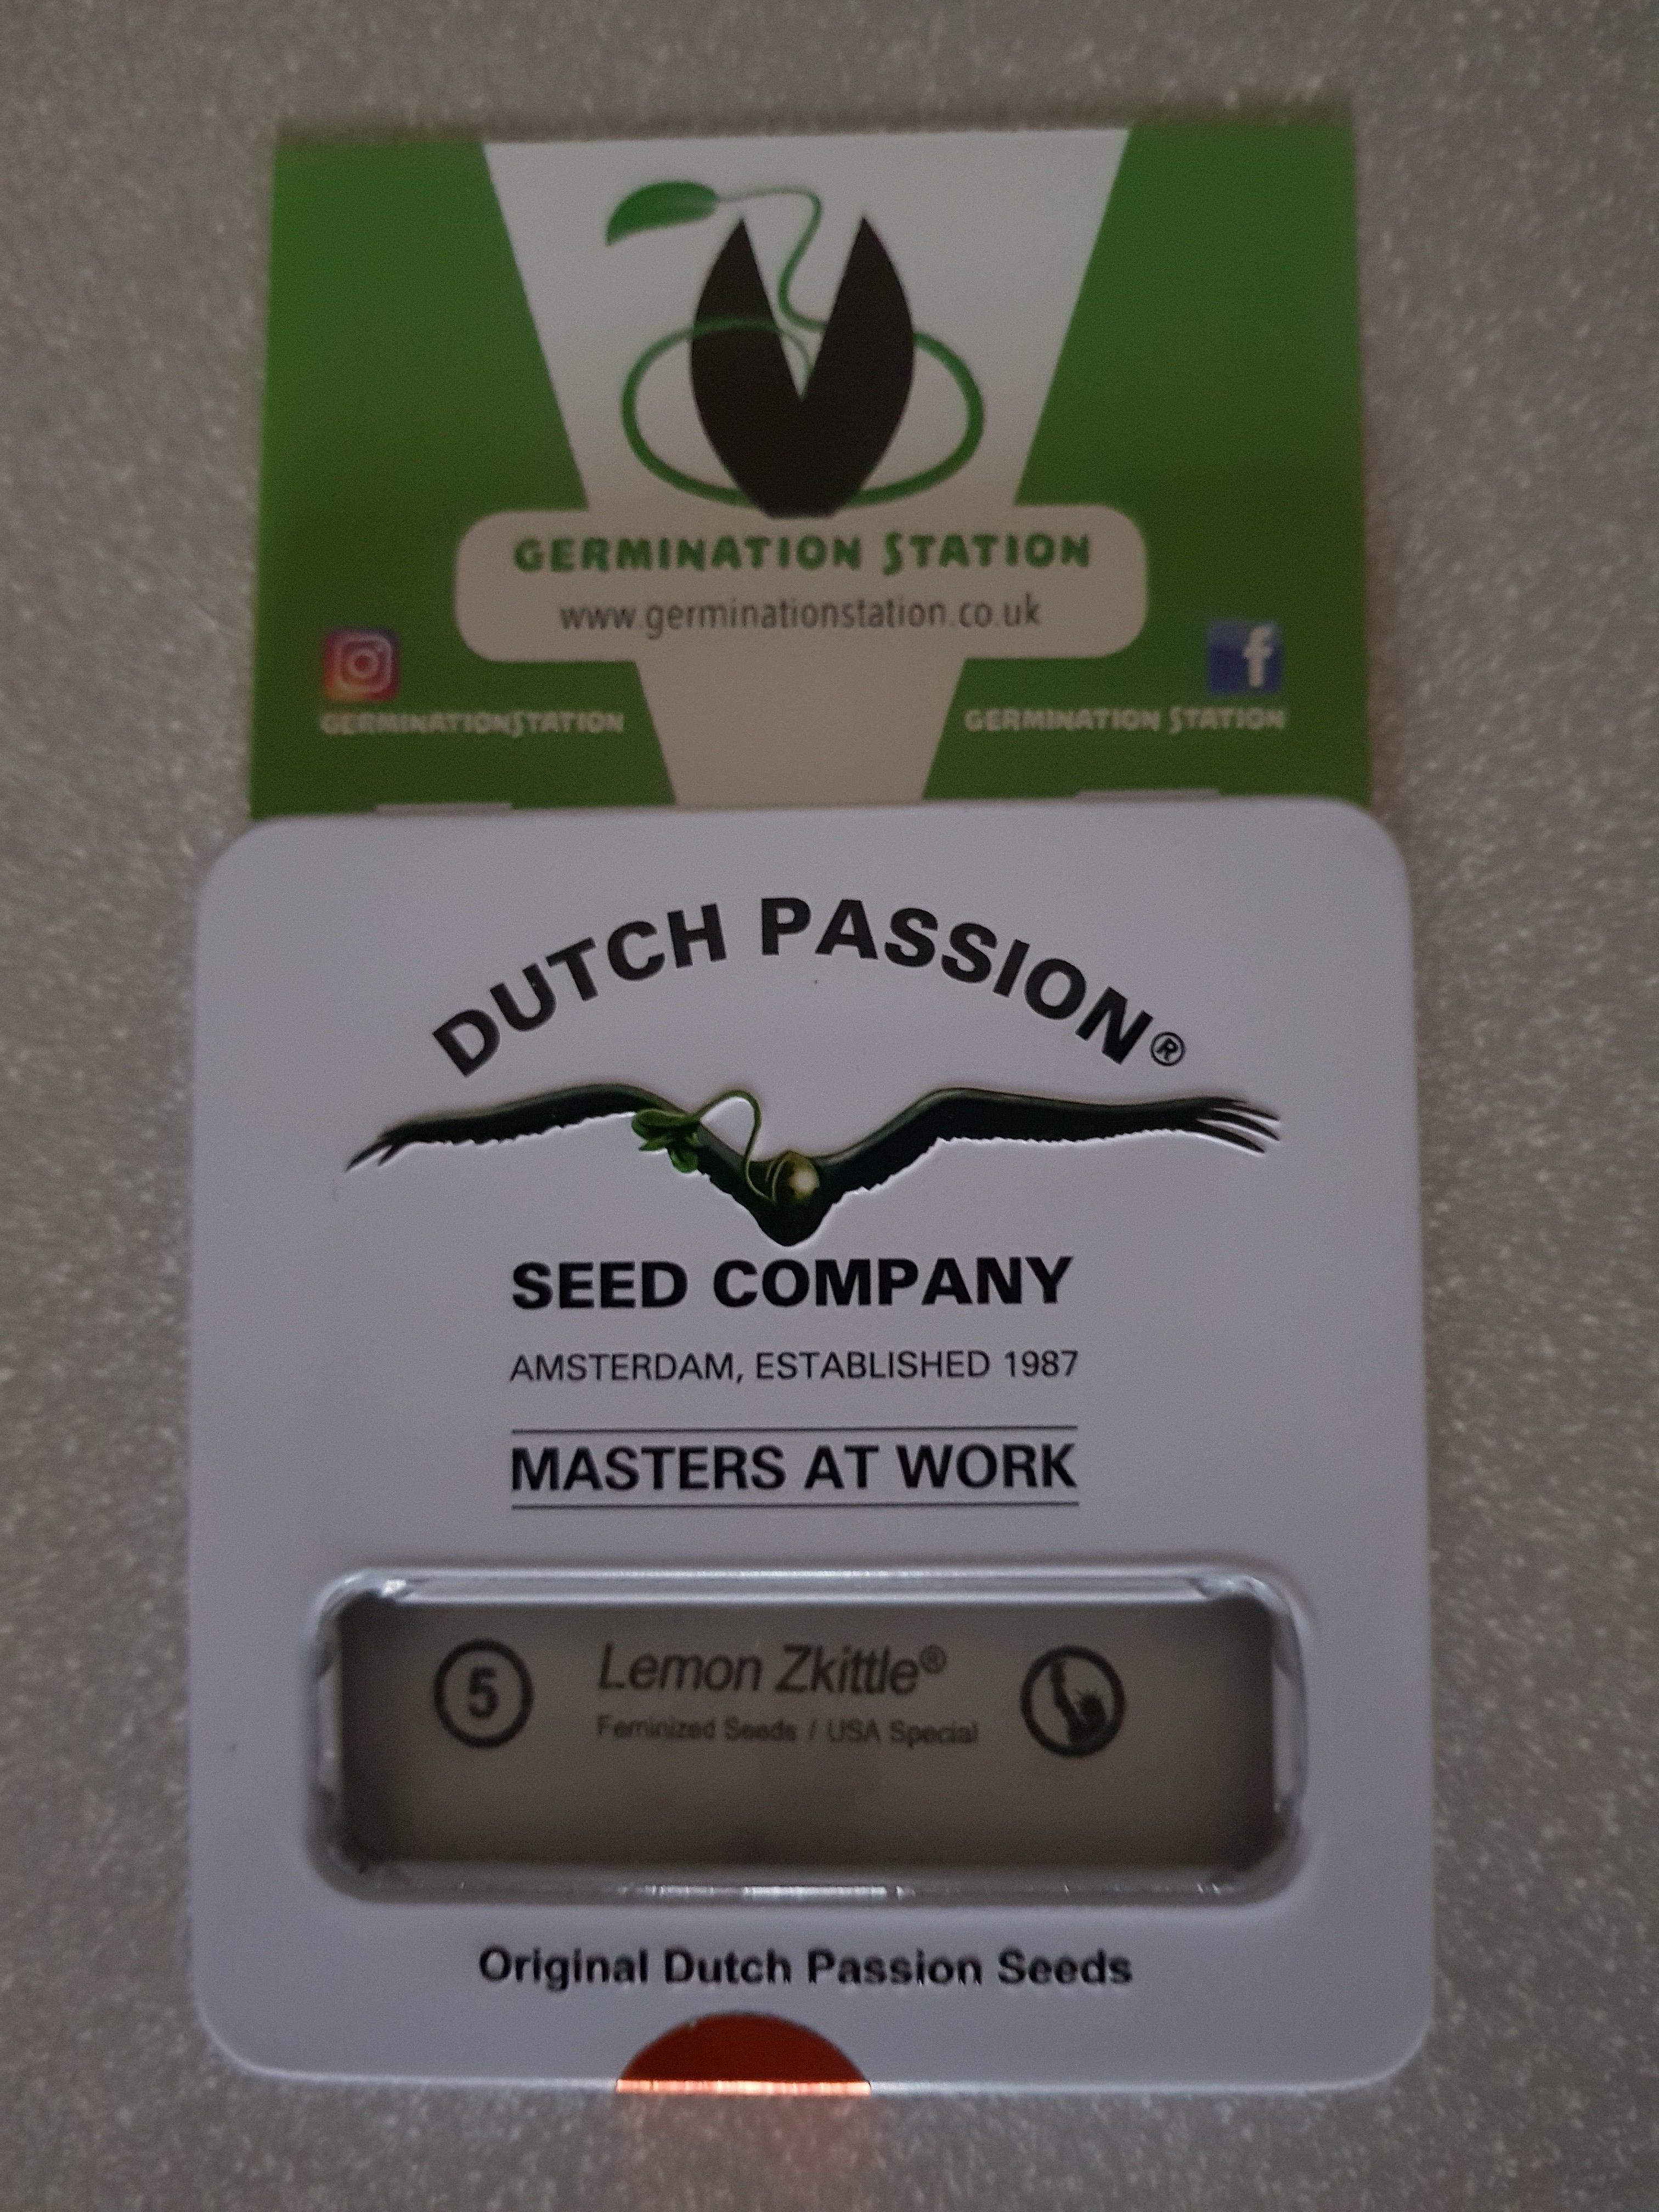 GERMINATION STATION
www.germinationstation.co.uk
GERMINATIONSTATION
GERMINATION STATION
DUTCH PASSION®
SEED COMPANY
AMSTERDAM, ESTABLISHED 1987
MASTERS AT WORK
5
Lemon Zkittle®
Feminized Seeds / USA Special
Original Dutch Passion Seeds